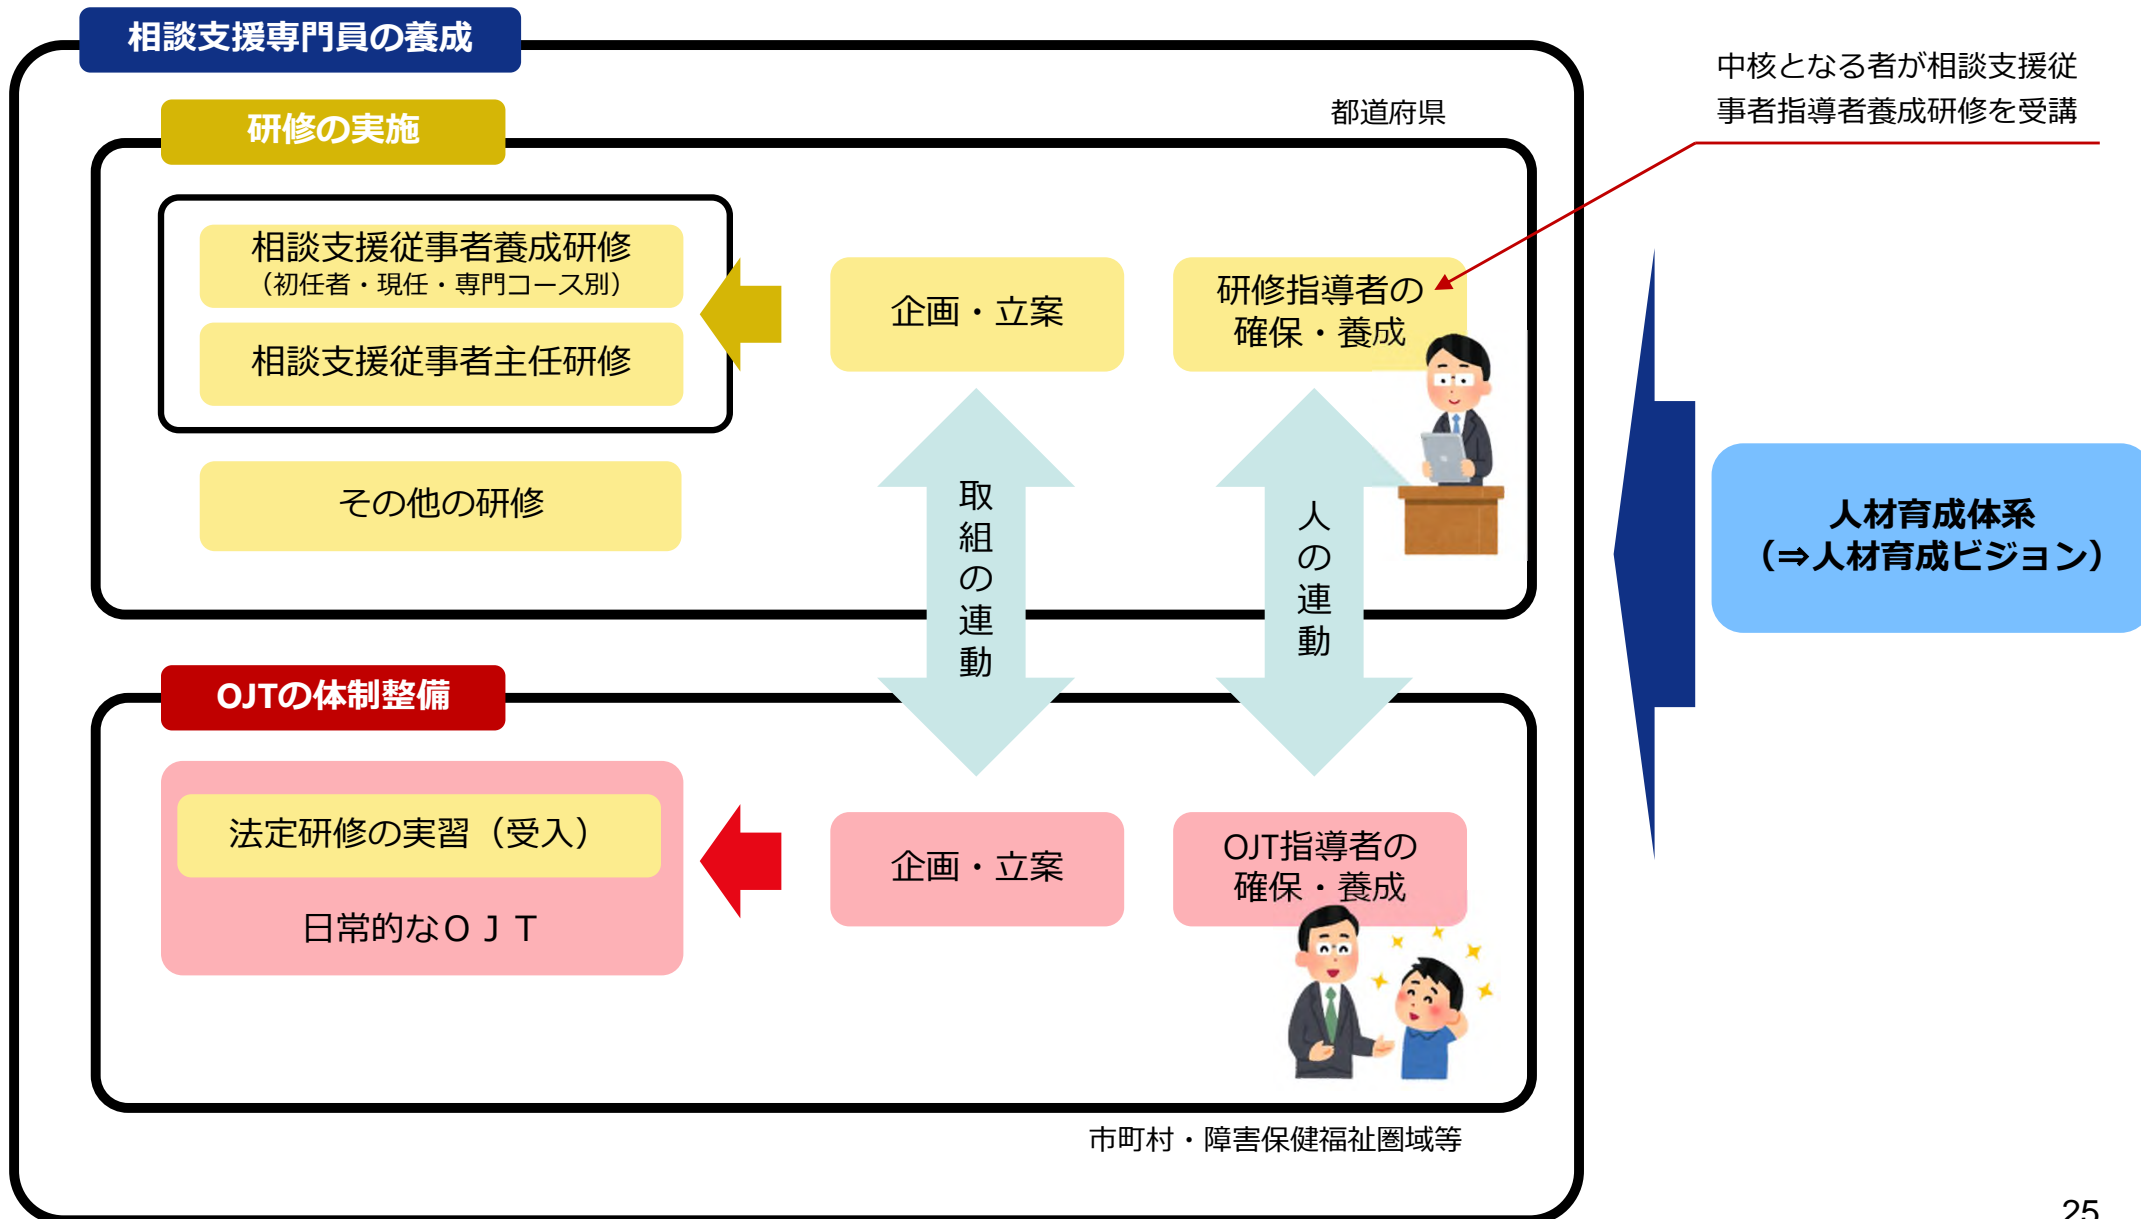 相談支援専門員の養成
中核となる者が相談支援従
事者指導者養成研修を受講
都道府県
研修の実施
相談支援従事者養成研修
（初任者・現任・専門コース別）
相談支援従事者主任研修
その他の研修
企画・立案
研修指導者の
確保・養成
取組の連動
人の連動
人材育成体系
（⇒人材育成ビジョン）
OJTの体制整備
法定研修の実習（受入）
日常的なＯＪＴ
企画・立案
OJT指導者の
確保・養成
市町村・障害保健福祉圏域等
25